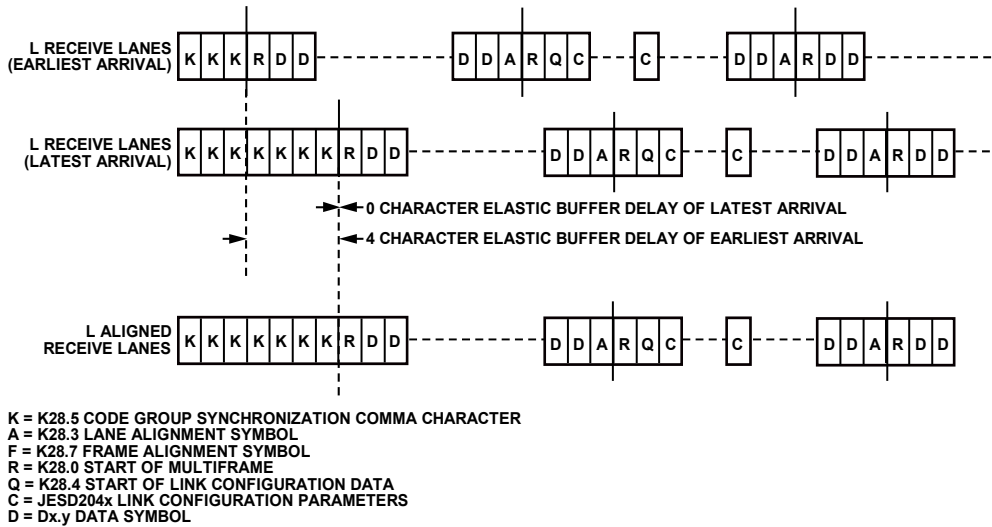 L RECEIVE LANES
(EARLIEST ARRIVAL)
K K K R D D
D D A R Q C
C
D D A R D D
L RECEIVE LANES
(LATEST ARRIVAL)
K K K K K K K R D D
D D A R Q C
C
D D A R D D
0 CHARACTER ELASTIC BUFFER DELAY OF LATEST ARRIVAL
4 CHARACTER ELASTIC BUFFER DELAY OF EARLIEST ARRIVAL
L ALIGNED
RECEIVE LANES
K K K K K K K R D D
D D A R Q C
C
D D A R D D
K = K28.5 CODE GROUP SYNCHRONIZATION COMMA CHARACTER
A = K28.3 LANE ALIGNMENT SYMBOL
F = K28.7 FRAME ALIGNMENT SYMBOL
R = K28.0 START OF MULTIFRAME
Q = K28.4 START OF LINK CONFIGURATION DATA
C = JESD204x LINK CONFIGURATION PARAMETERS
D = Dx.y DATA SYMBOL